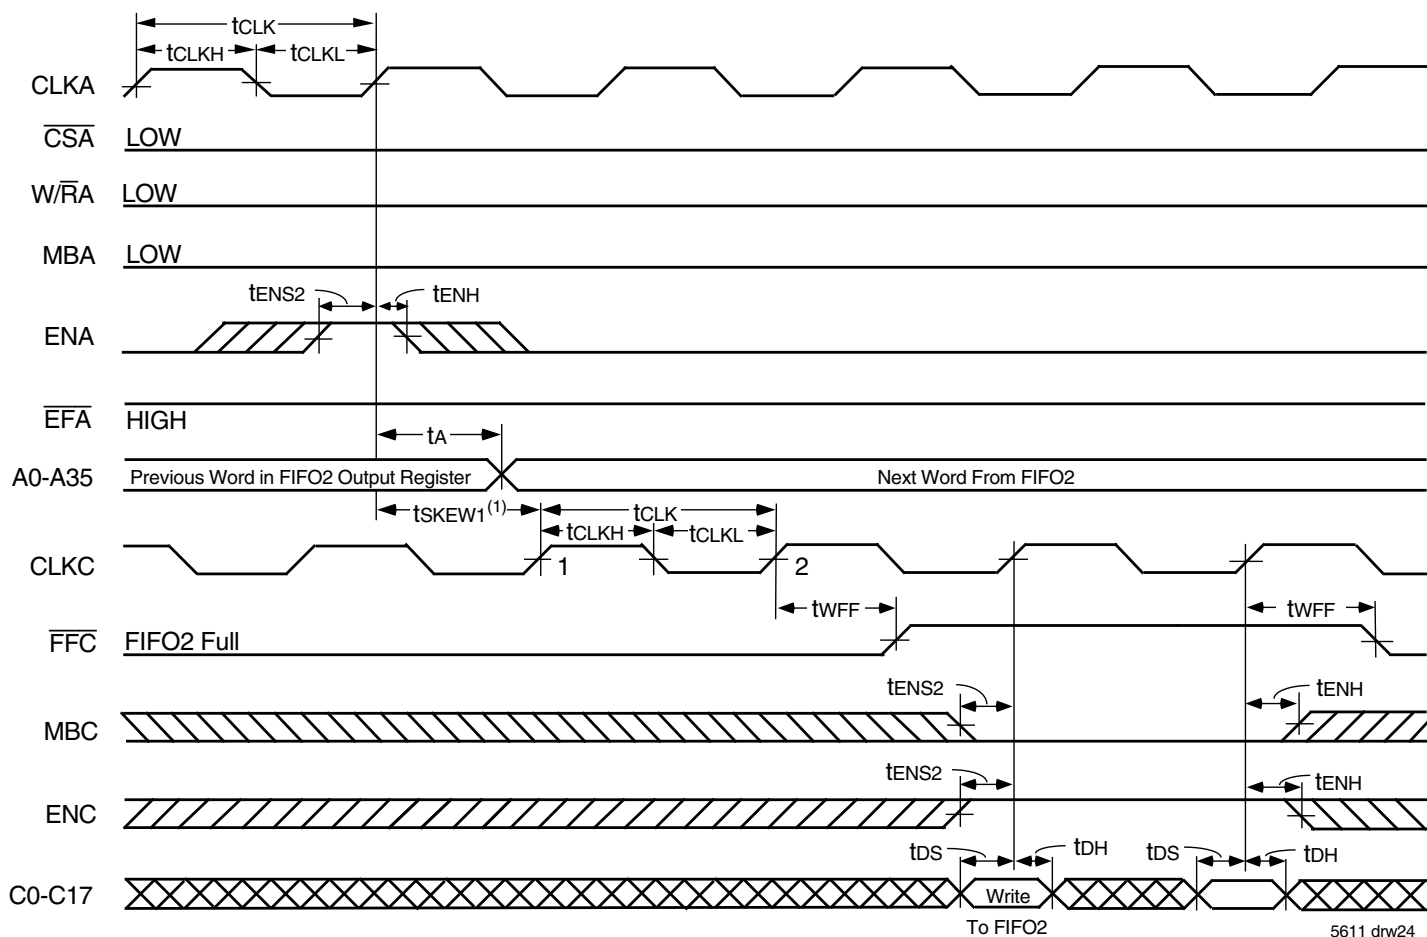 tCLK
tCLKH
tCLKL
CLKA
CSA LOW
W/RA LOW
MBA LOW
tENS2
tENH
ENA
EFA HIGH
tA
A0-A35 Previous Word in FIFO2 Output Register Next Word From FIFO2
tSKEW1(1)
tCLK
tCLKH
tCLKL
CLKC 1 2
tWFF
tWFF
FFC FIFO2 Full
tENS2
tENH
MBC
tENS2
tENH
ENC
tDS
tDH
tDS
tDH
C0-C17 Write
To FIFO2
5611 drw24